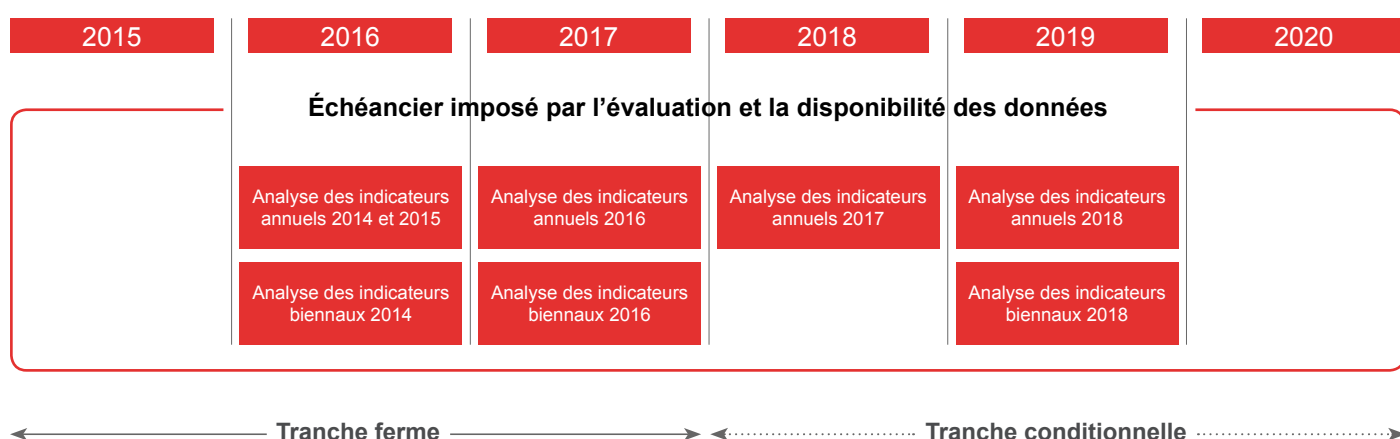 2015 2016 2017 2018 2019 2020
Échéancier imposé par l'évaluation et la disponibilité des données
Analyse des indicateurs
annuels 2014 et 2015
Analyse des indicateurs
annuels 2016
Analyse des indicateurs
annuels 2017
Analyse des indicateurs
annuels 2018
Analyse des indicateurs
biennaux 2014
Analyse des indicateurs
biennaux 2016
Analyse des indicateurs
biennaux 2018
Tranche ferme
Tranche conditionnelle